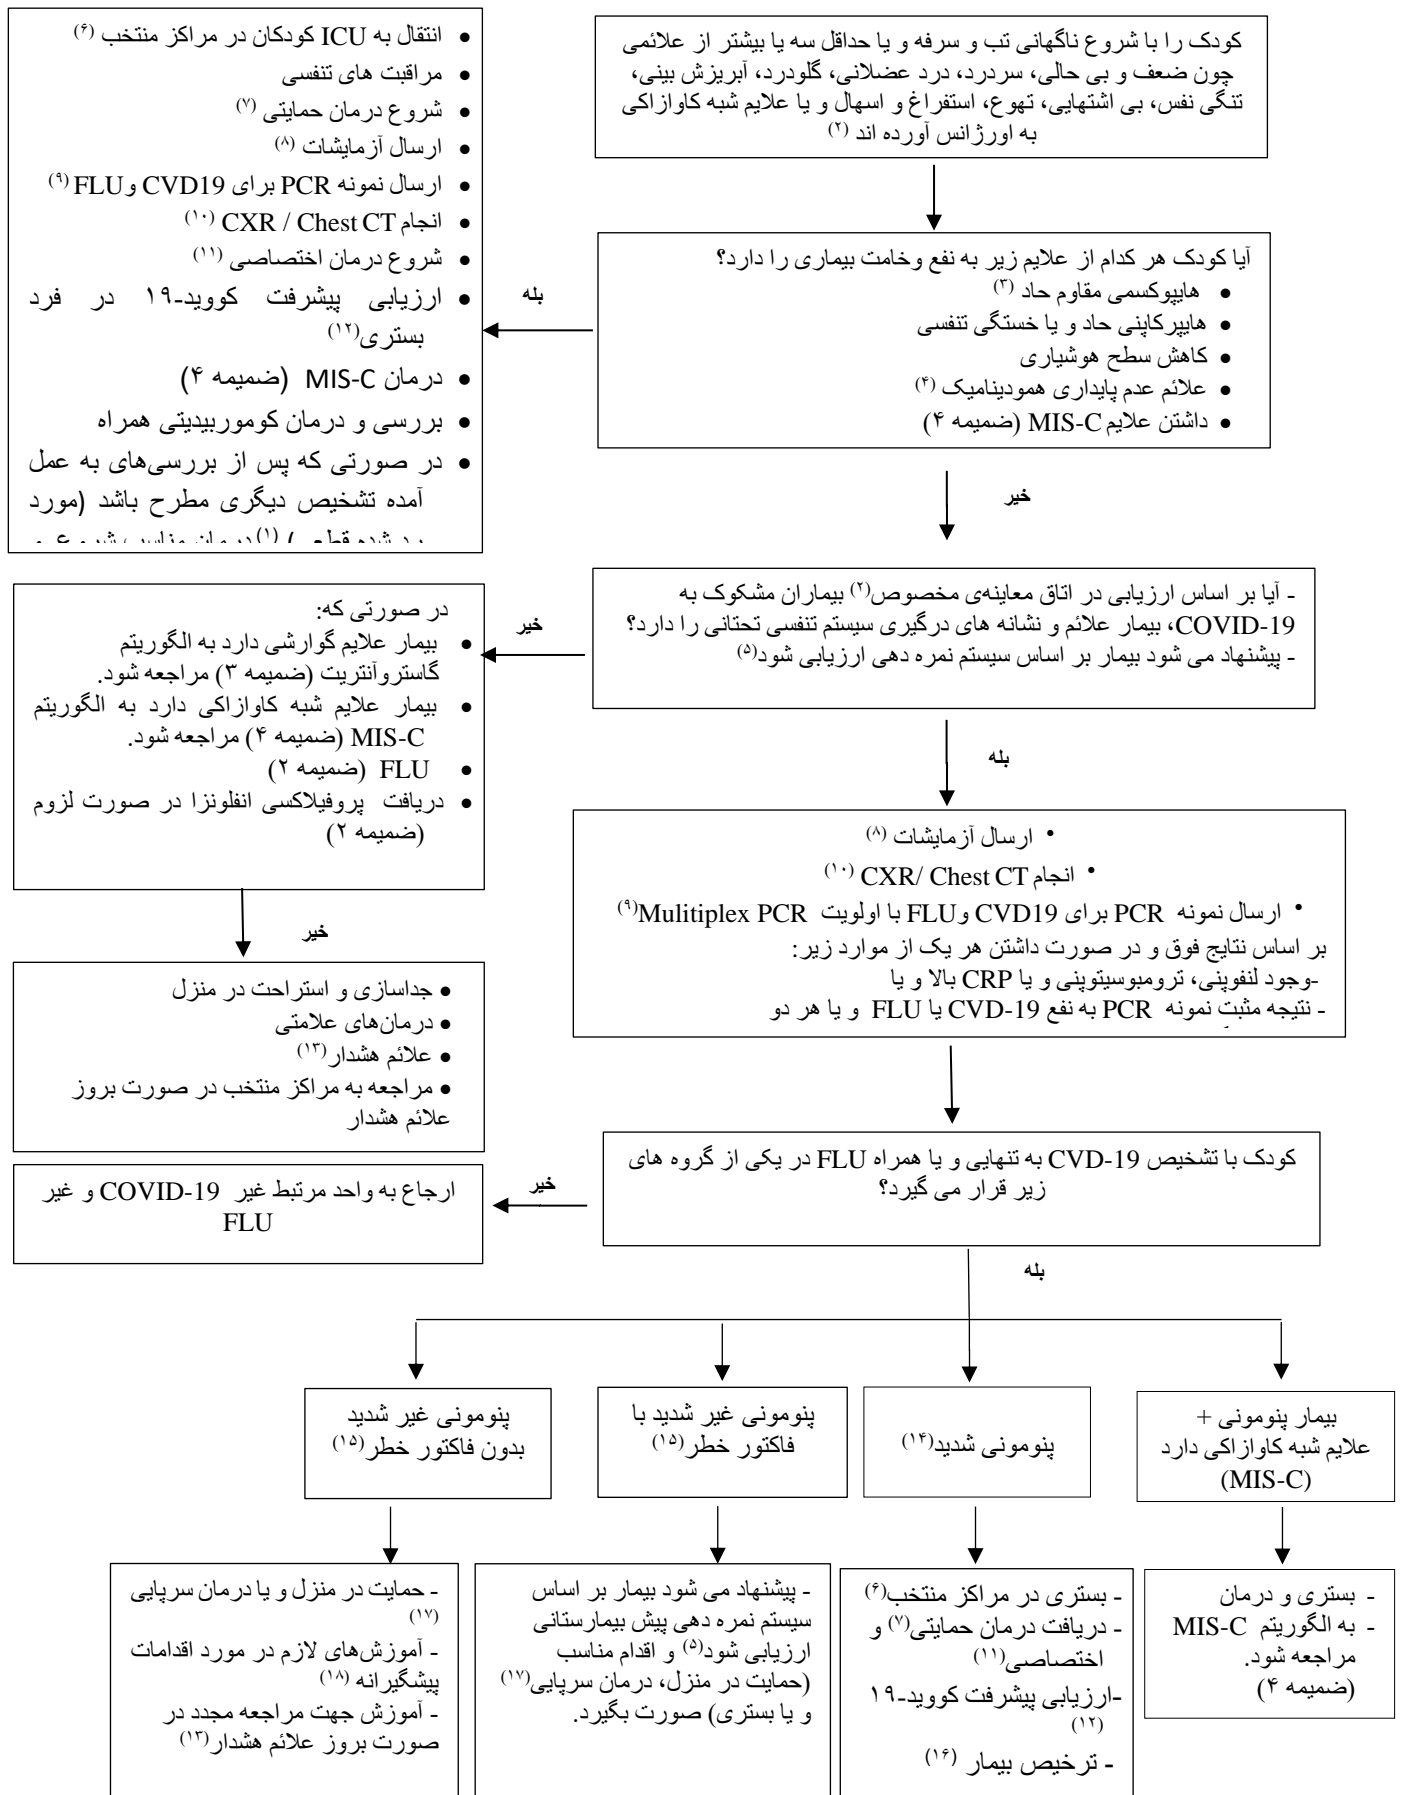 کودک را با شروع ناگهانی تب و سرفه و یا حداقل سه یا بیشتر از علائمی
چون ضعف و بی حالی، سردرد، درد عضلانی، گلودرد، آبریزش بینی،
تنگی نفس، بی اشتهایی، تهوع، استفراغ و اسهال و یا علایم شبه کاوازاکی
به اورژانس آورده اند (۲)
آیا کودک هر کدام از علایم زیر به نفع وخامت بیماری را دارد؟
• هایپوکسمی مقاوم حاد (۳)
• هایپرکاپنی حاد و یا خستگی تنفسی
• کاهش سطح هوشیاری
• علائم عدم پایداری همودینامیک (۴)
• داشتن علایم MIS-C (ضمیمه ۴)
بله
• انتقال به ICU کودکان در مراکز منتخب (۶)
• مراقبت های تنفسی
• شروع درمان حمایتی (۷)
• ارسال آزمایشات (۸)
• ارسال نمونه PCR برای CVD19 وFLU (۹)
• انجام CXR / Chest CT (۱۰)
• شروع درمان اختصاصی (۱۱)
• ارزیابی پیشرفت کووید-۱۹ در فرد
بستری(۱۲)
• درمان MIS-C (ضمیمه ۴)
• بررسی و درمان کوموربیدیتی همراه
• در صورتی که پس از بررسی‌های به عمل
آمده تشخیص دیگری مطرح باشد (مورد
رد شده قطعی) (۱) درمان مناسب شروع و
خیر
- آیا بر اساس ارزیابی در اتاق معاینه‌ی مخصوص(۲) بیماران مشکوک به
COVID-19، بیمار علائم و نشانه های درگیری سیستم تنفسی تحتانی را دارد؟
- پیشنهاد می شود بیمار بر اساس سیستم نمره دهی ارزیابی شود(۵)
خیر
در صورتی که:
• بیمار علایم گوارشی دارد به الگوریتم
گاستروآنتریت (ضمیمه ۳) مراجعه شود.
• بیمار علایم شبه کاوازاکی دارد به الگوریتم
MIS-C (ضمیمه ۴) مراجعه شود.
• FLU (ضمیمه ۲)
• دریافت پروفیلاکسی انفلونزا در صورت لزوم
(ضمیمه ۲)
خیر
• جداسازی و استراحت در منزل
• درمان‌های علامتی
• علائم هشدار(۱۳)
• مراجعه به مراکز منتخب در صورت بروز
علائم هشدار
بله
• ارسال آزمایشات (۸)
• انجام CXR/ Chest CT (۱۰)
• ارسال نمونه PCR برای CVD19 وFLU با اولویت Mulitiplex PCR(۹)
بر اساس نتایج فوق و در صورت داشتن هر یک از موارد زیر:
-وجود لنفوپنی، ترومبوسیتوپنی و یا CRP بالا و یا
- نتیجه مثبت نمونه PCR به نفع CVD-19 یا FLU و یا هر دو
کودک با تشخیص CVD-19 به تنهایی و یا همراه FLU در یکی از گروه های
زیر قرار می گیرد؟
خیر
ارجاع به واحد مرتبط غیر COVID-19 و غیر
FLU
بله
بیمار پنومونی +
علایم شبه کاوازاکی دارد
(MIS-C)
پنومونی شدید(۱۴)
پنومونی غیر شدید با
فاکتور خطر(۱۵)
پنومونی غیر شدید
بدون فاکتور خطر(۱۵)
- بستری و درمان
- به الگوریتم MIS-C
مراجعه شود.
(ضمیمه ۴)
- بستری در مراکز منتخب(۶)
- دریافت درمان حمایتی(۷) و
اختصاصی(۱۱)
-ارزیابی پیشرفت کووید-۱۹
(۱۲)
- ترخیص بیمار (۱۶)
- پیشنهاد می شود بیمار بر اساس
سیستم نمره دهی پیش بیمارستانی
ارزیابی شود(۵) و اقدام مناسب
(حمایت در منزل، درمان سرپایی(۱۷)
و یا بستری) صورت بگیرد.
- حمایت در منزل و یا درمان سرپایی
(۱۷)
- آموزش‌های لازم در مورد اقدامات
پیشگیرانه (۱۸)
- آموزش جهت مراجعه مجدد در
صورت بروز علائم هشدار(۱۳)